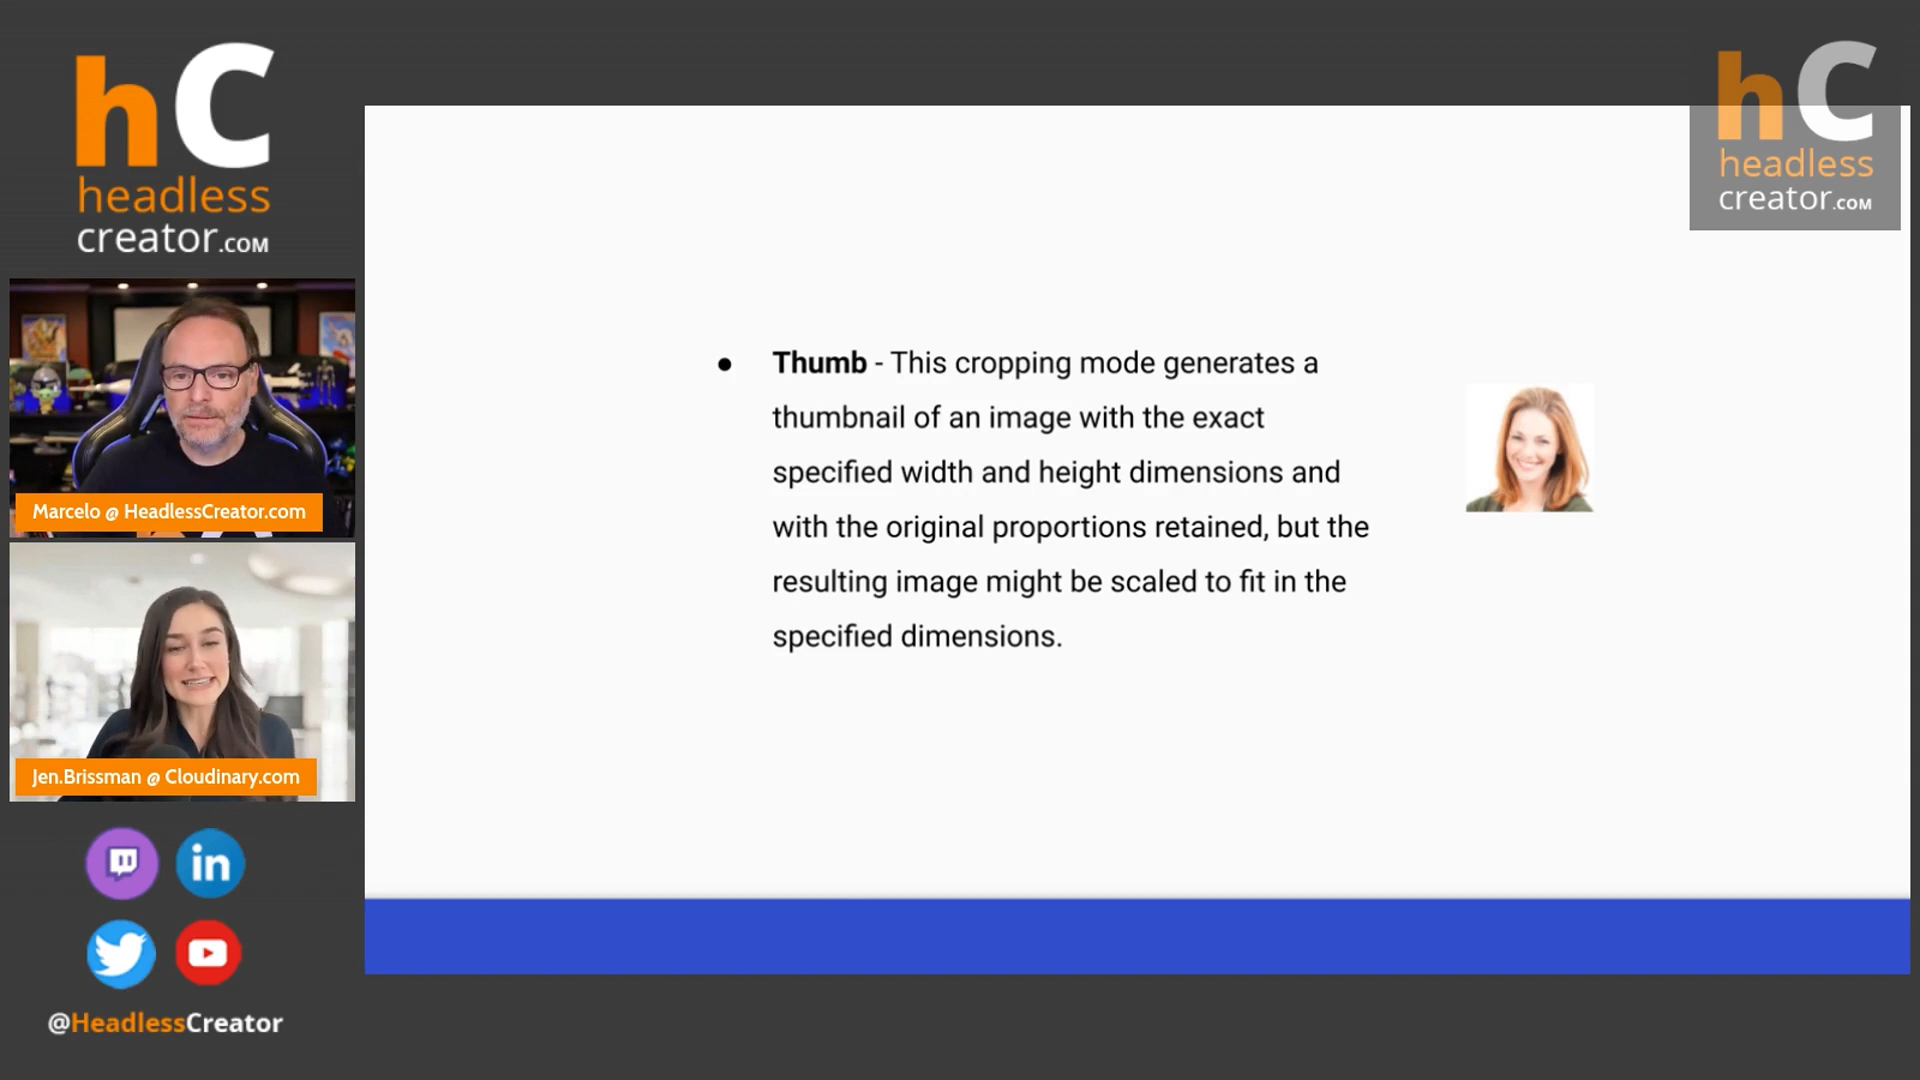 hC
headless
creator.COM
hC
headless
creator.COM
● Thumb - This cropping mode generates a
thumbnail of an image with the exact
specified width and height dimensions and
with the original proportions retained, but the
resulting image might be scaled to fit in the
specified dimensions.
Marcelo @ HeadlessCreator.com
Jen.Brissman @ Cloudinary.com
in
@HeadlessCreator